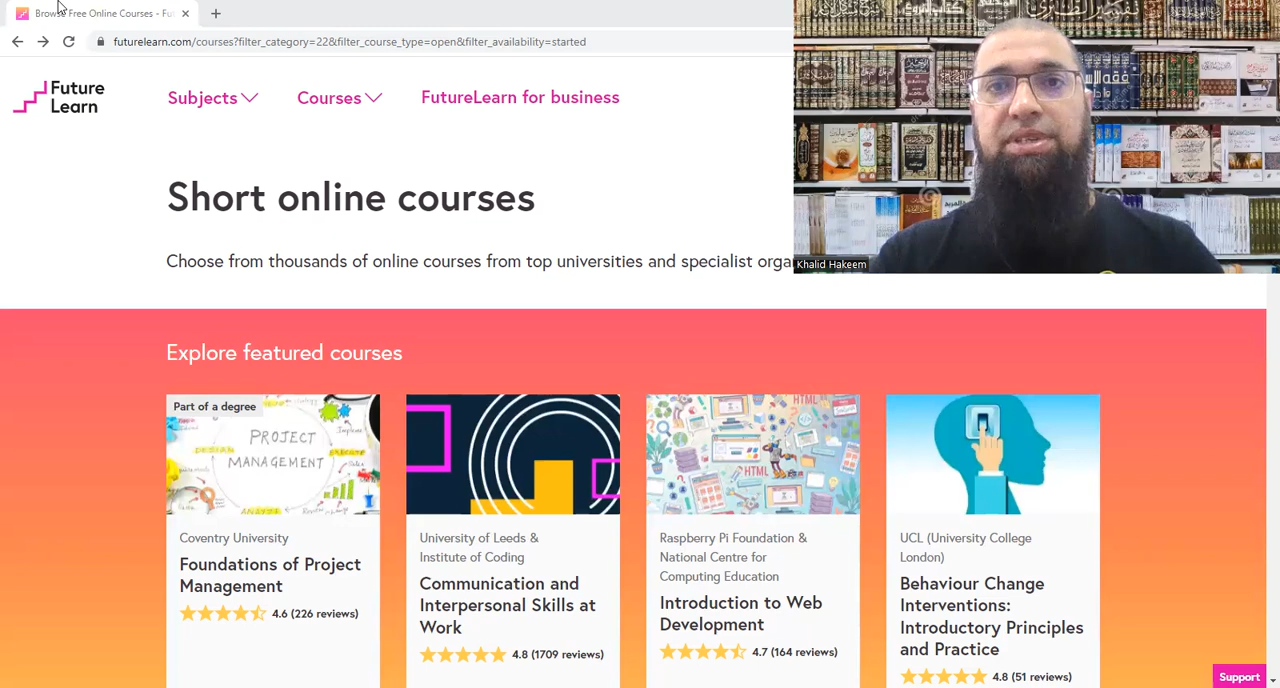 Browse Free Online Courses - Fu
futurelearn.com/courses?filter_category=22&filter_course_type=open&filter_availability=started
Future
Learn
Subjects
Courses
FutureLearn for business
Short online courses
Choose from thousands of online courses from top universities and specialist orga
Khalid Hakeem
Explore featured courses
Part of a degree
PROJECT
MANAGEMENT
Coventry University
Foundations of Project
Management
4.6 (226 reviews)
University of Leeds &
Institute of Coding
Communication and
Interpersonal Skills at
Work
4.8 (1709 reviews)
HTML
HTML
Raspberry Pi Foundation &
National Centre for
Computing Education
Introduction to Web
Development
4.7 (164 reviews)
UCL (University College
London)
Behaviour Change
Interventions:
Introductory Principles
and Practice
4.8 (51 reviews)
Support